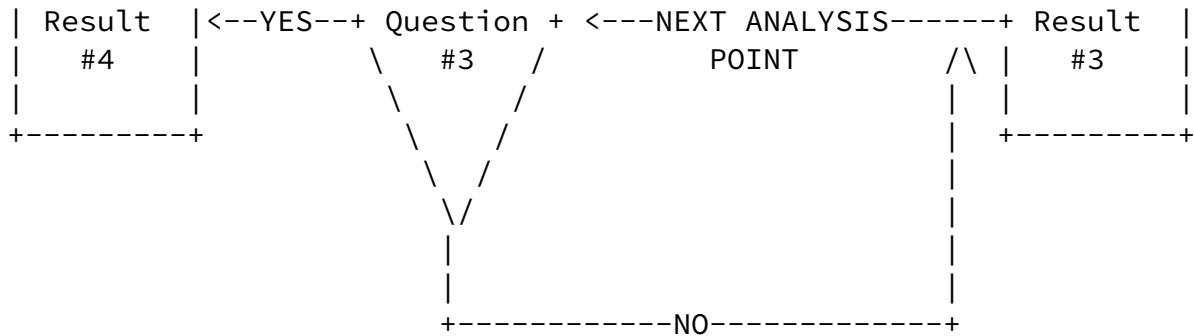 |  Result  |<--YES--+ Question + <---NEXT ANALYSIS------+ Result   |
|    #4    |         \    #3   /         POINT           /\ |    #3    |
|          |          \       /                          |  |          |
+---------+            \     /                           |  +---------+
                        \   /                            |
                         \/                              |
                         |                               |
                         |                               |
                         +------------NO-------------+